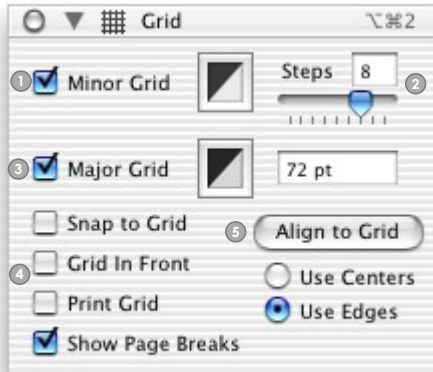 Grid ⌥⌘2
1 Minor Grid Steps 8 2
3 Major Grid 72 pt
Snap to Grid
5 Align to Grid
4 Grid In Front
Use Centers
Print Grid
Use Edges
Show Page Breaks